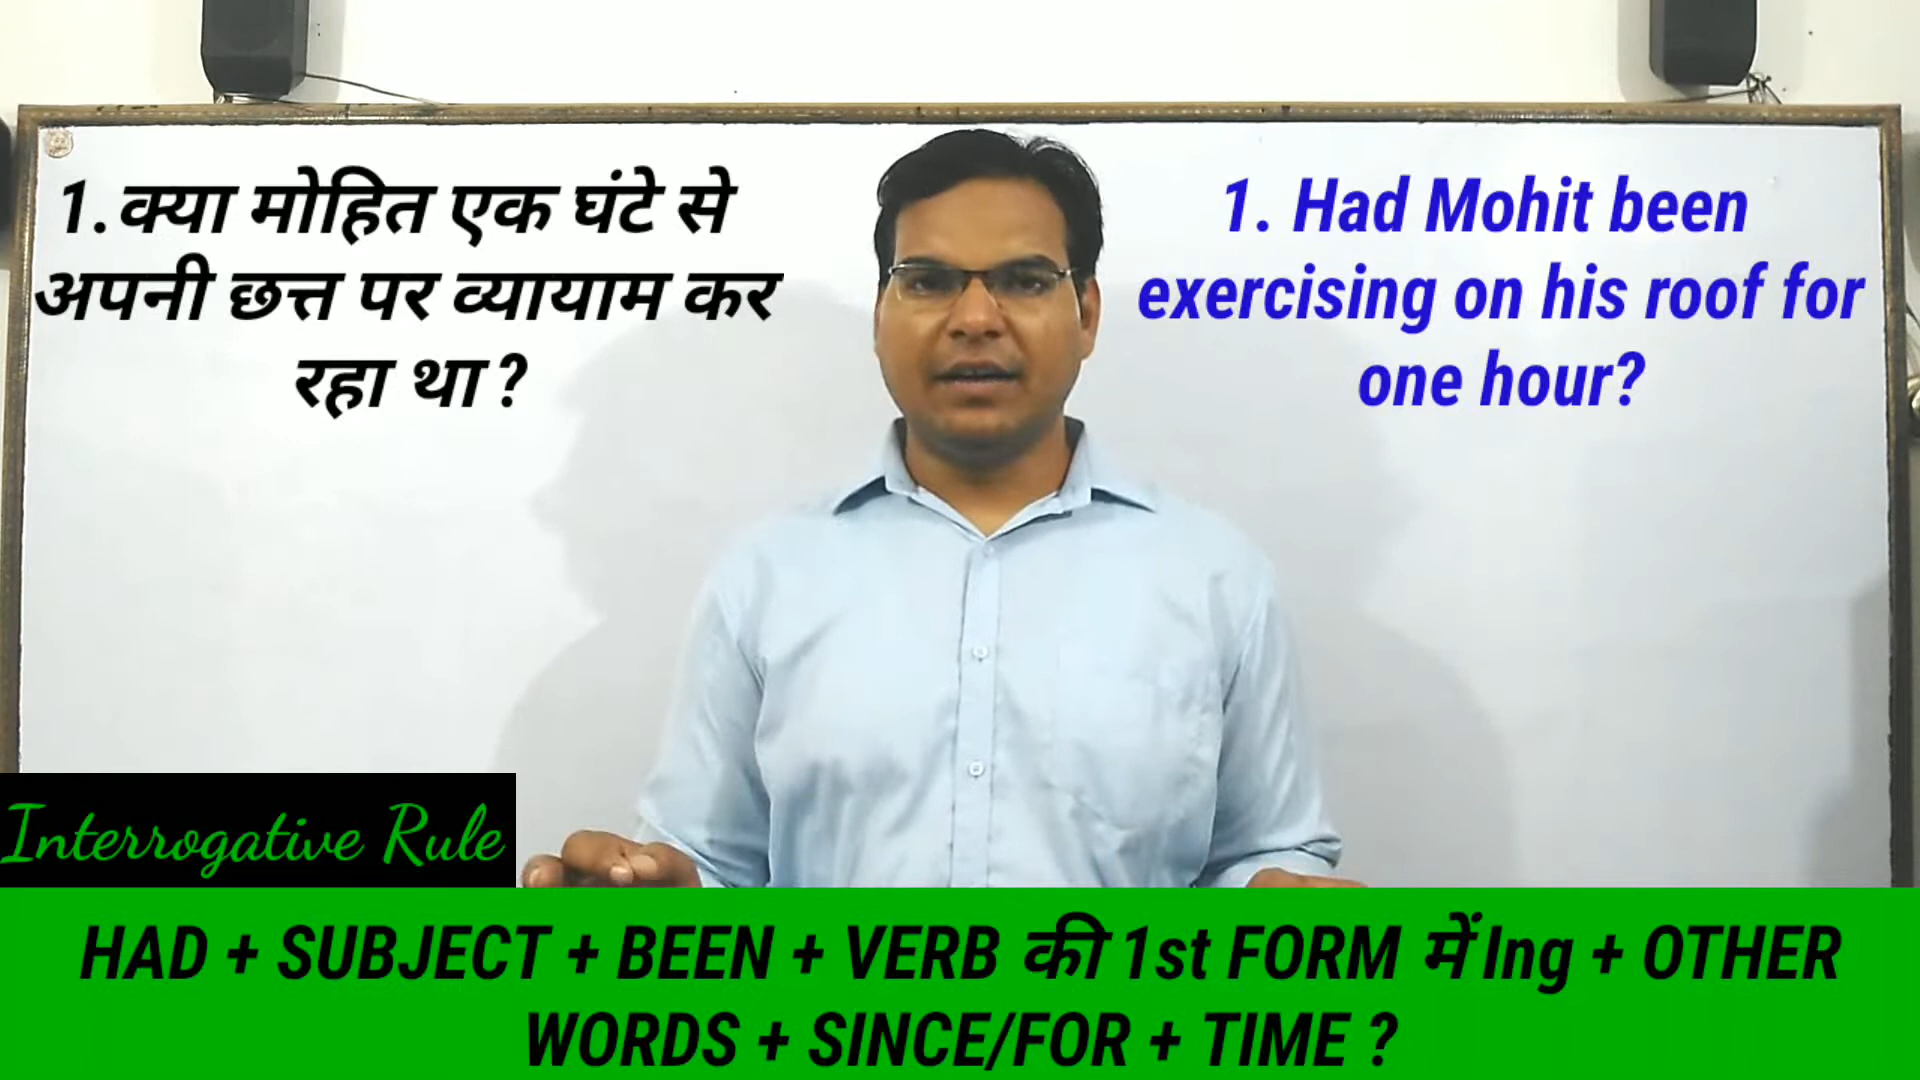 1.क्या मोहित एक घंटे से
अपनी छत्त पर व्यायाम कर
रहा था?
1. Had Mohit been
exercising on his roof for
one hour?
Interrogative Rule
HAD + SUBJECT + BEEN + VERB की 1st FORM में Ing + OTHER
WORDS + SINCE/FOR + TIME ?